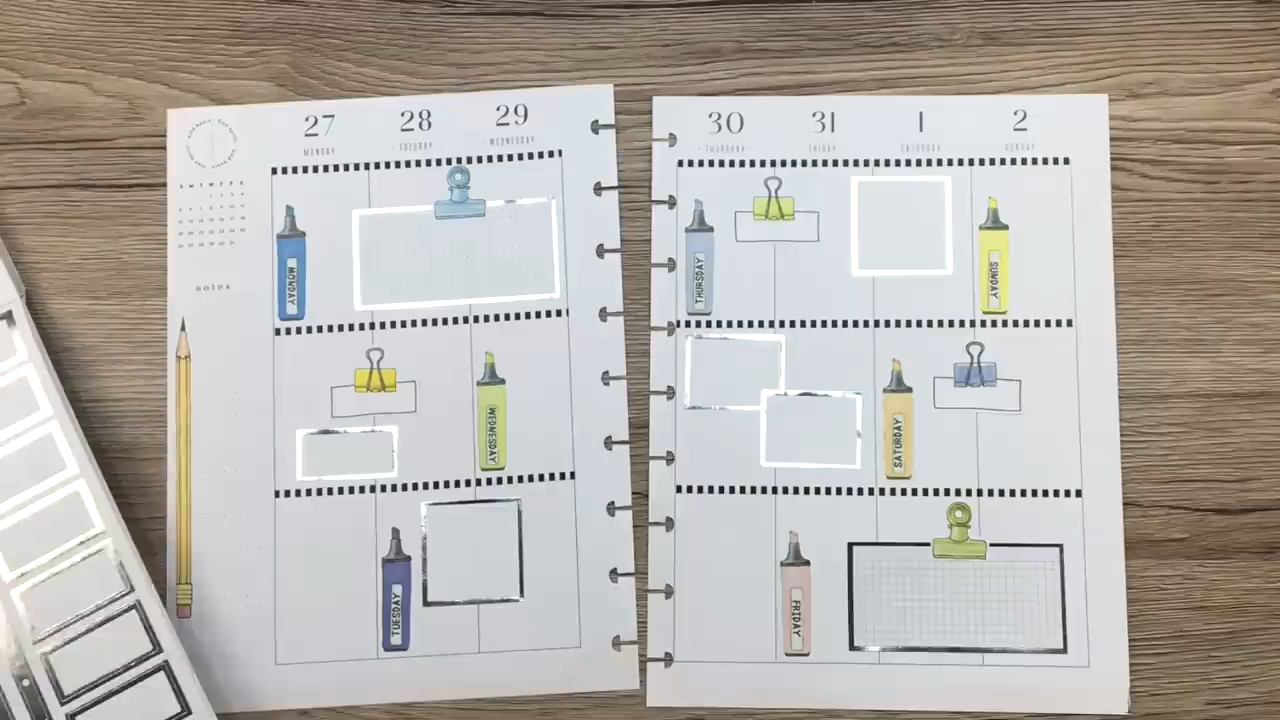 27
MONDAY
28
TUESDAY
29
WEDNESDAY
30
THURSDAY
31
FRIDAY
1
SATURDAY
2
SUNDAY
S M T W T F S
notes
MONDAY
THURSDAY
SUNDAY
WEDNESDAY
SATURDAY
TUESDAY
FRIDAY